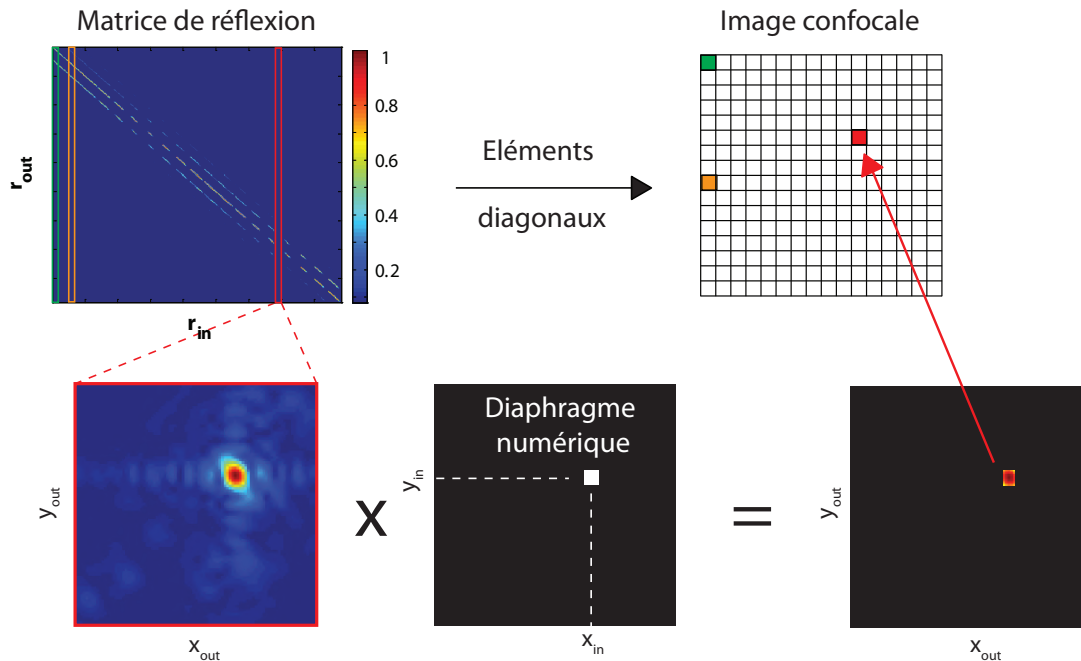 Matrice de réflexion
Image confocale
1
0.8
0.6
0.4
0.2
r_out
r_in
Eléments
diagonaux
Diaphragme
numérique
y_out
x_out
X
y_in
x_in
=
y_out
x_out